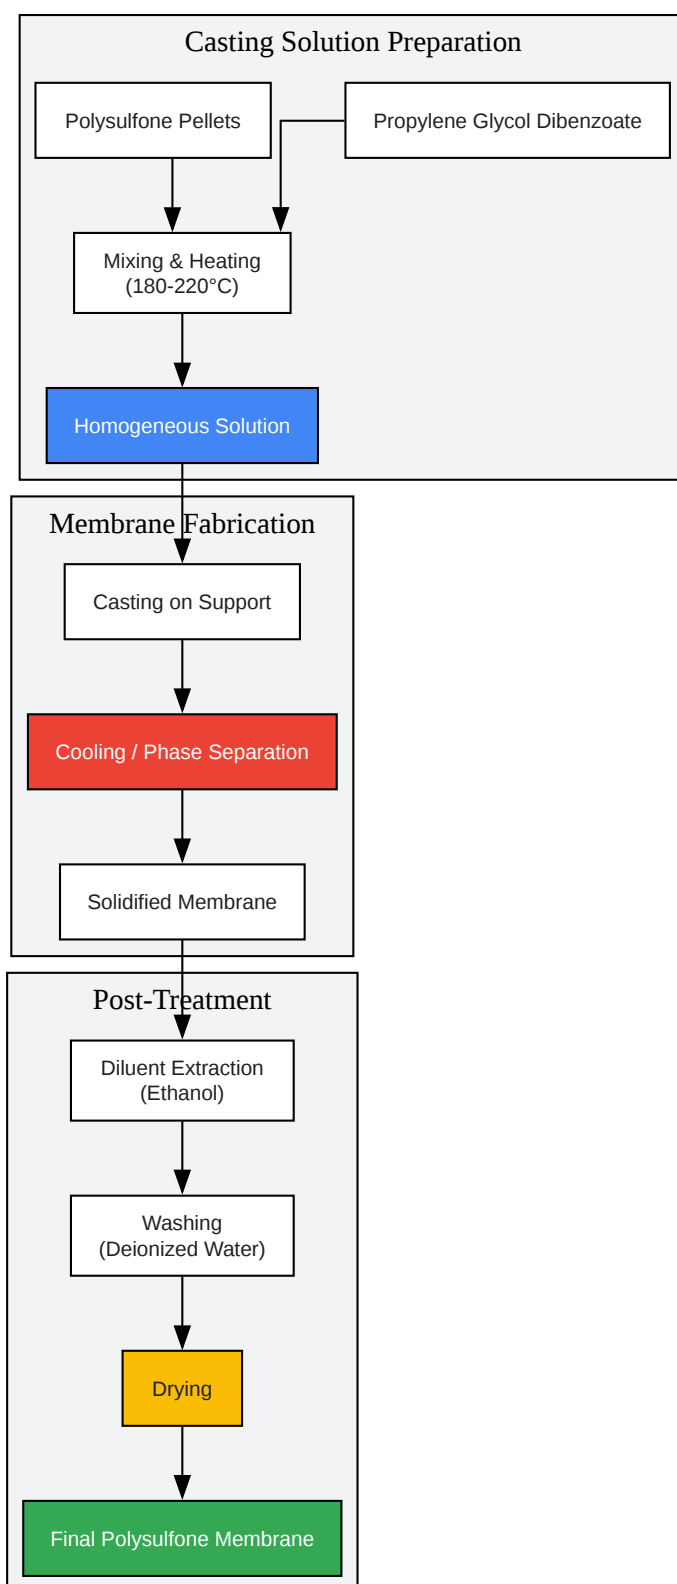 Casting Solution Preparation
Polysulfone Pellets
Propylene Glycol Dibenzoate
Mixing & Heating
(180-220°C)
Homogeneous Solution
Membrane Fabrication
Casting on Support
Cooling / Phase Separation
Solidified Membrane
Post-Treatment
Diluent Extraction
(Ethanol)
Washing
(Deionized Water)
Drying
Final Polysulfone Membrane